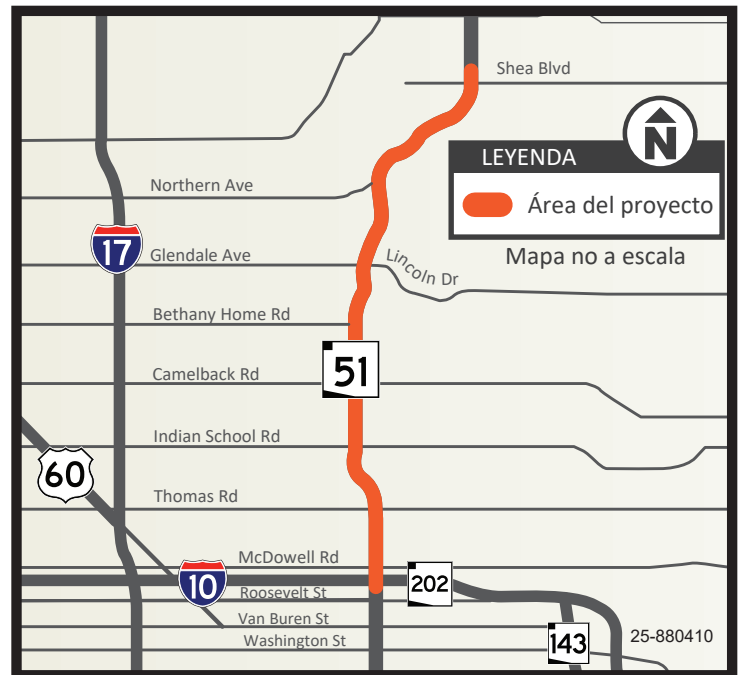 Shea Blvd
N
LEYENDA
Área del proyecto
Mapa no a escala
Northern Ave
17
Glendale Ave
Lincoln Dr
Bethany Home Rd
51
Camelback Rd
Indian School Rd
60
Thomas Rd
McDowell Rd
10
202
Roosevelt St
Van Buren St
143
25-880410
Washington St